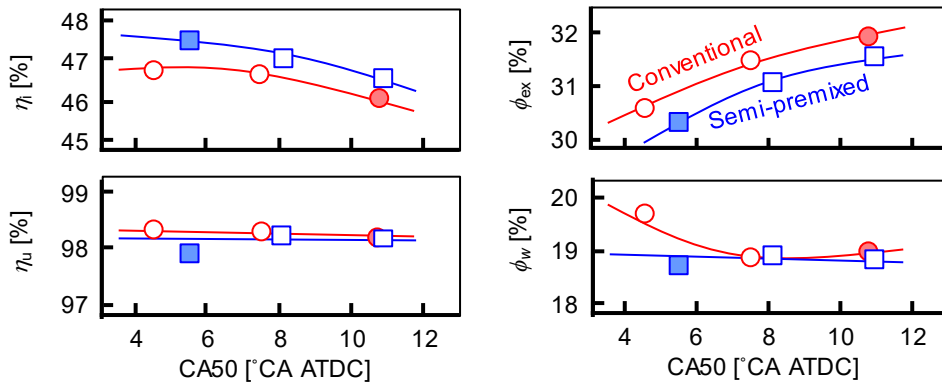 ηi [%]
48
47
46
45
ϕex [%]
32
31
30
Conventional
Semi-premixed
ηu [%]
99
98
97
4 6 8 10 12
CA50 [°CA ATDC]
ϕw [%]
20
19
18
4 6 8 10 12
CA50 [°CA ATDC]